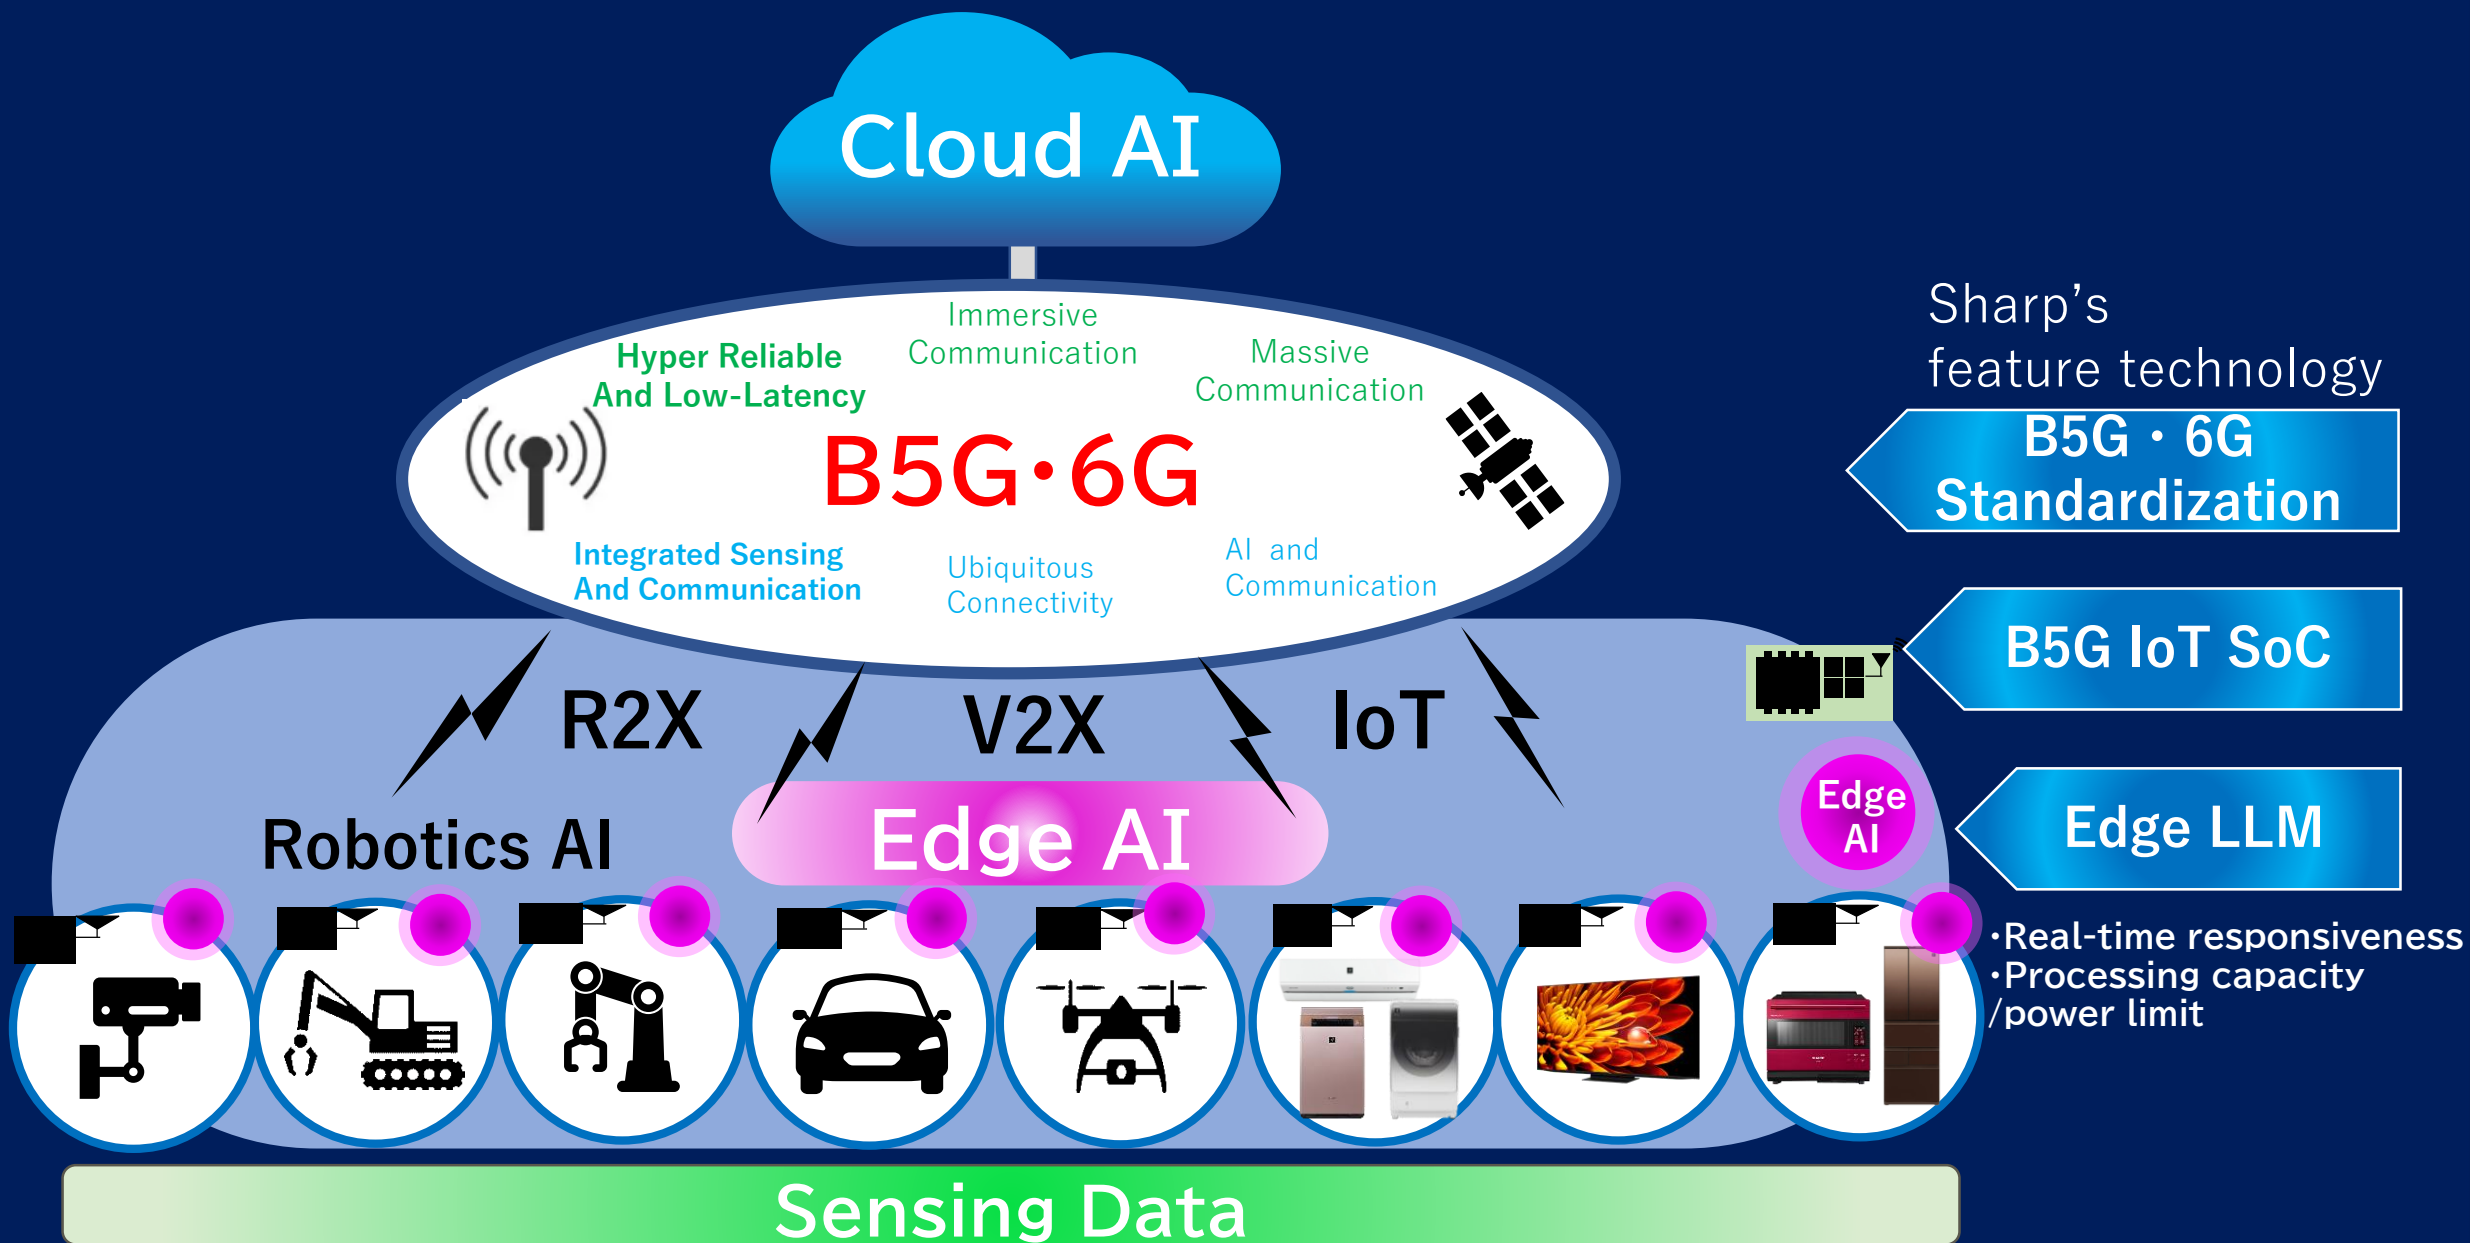 Cloud AI
Immersive
Communication
Hyper Reliable
And Low-Latency
Massive
Communication
B5G・6G
Integrated Sensing
And Communication
Ubiquitous
Connectivity
AI and
Communication
Sharp’s
feature technology
B5G・6G
Standardization
B5G IoT SoC
Edge LLM
・Real-time responsiveness
・Processing capacity
/power limit
R2X
V2X
IoT
Robotics AI
Edge AI
Edge
AI
Sensing Data